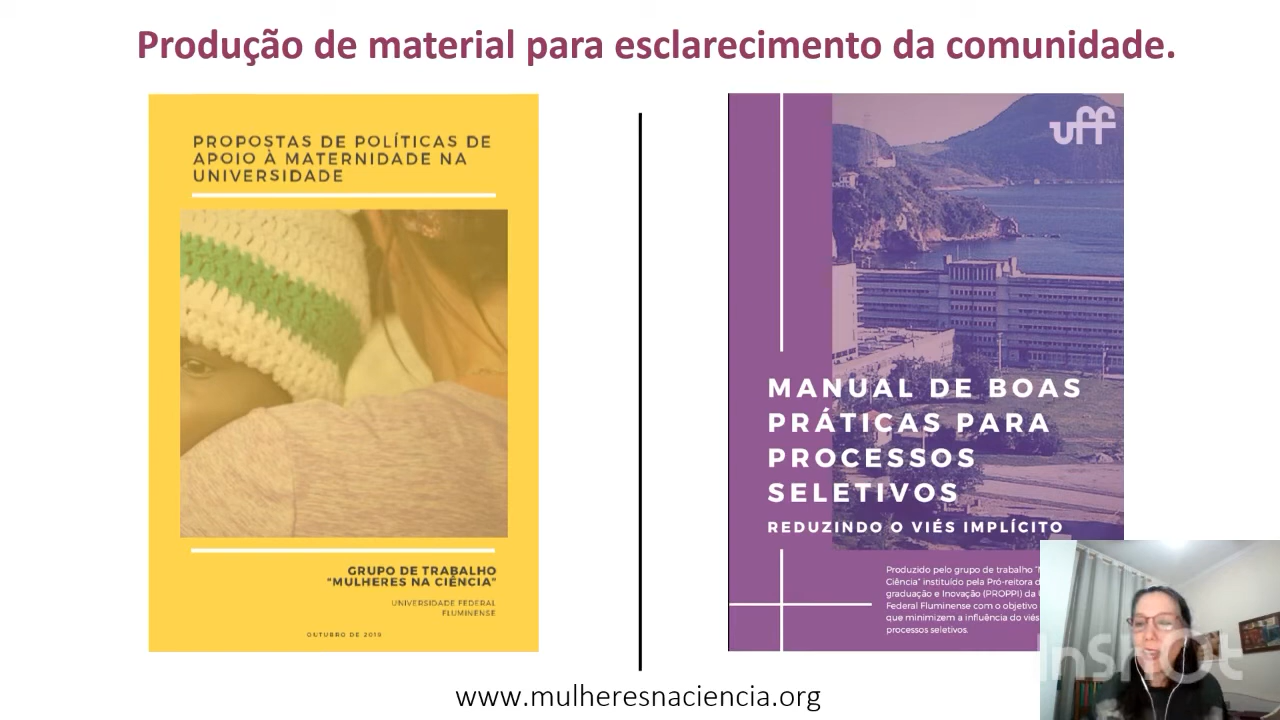 Produção de material para esclarecimento da comunidade.
PROPOSTAS DE POLÍTICAS DE
APOIO À MATERNIDADE NA
UNIVERSIDADE
GRUPO DE TRABALHO
"MULHERES NA CIÊNCIA"
UNIVERSIDADE FEDERAL
FLUMINENSE
OUTUBRO DE 2019
uff
MANUAL DE BOAS
PRÁTICAS PARA
PROCESSOS
SELETIVOS
REDUZINDO O VIÉS IMPLÍCITO
Produzido pelo grupo de trabalho
Ciência" instituído pela Pró-reitora
graduação e Inovação (PROPPI) da
Federal Fluminense com o objetivo
que minimizem a influência do viés
processos seletivos.
InShOt
www.mulheresnaciencia.org